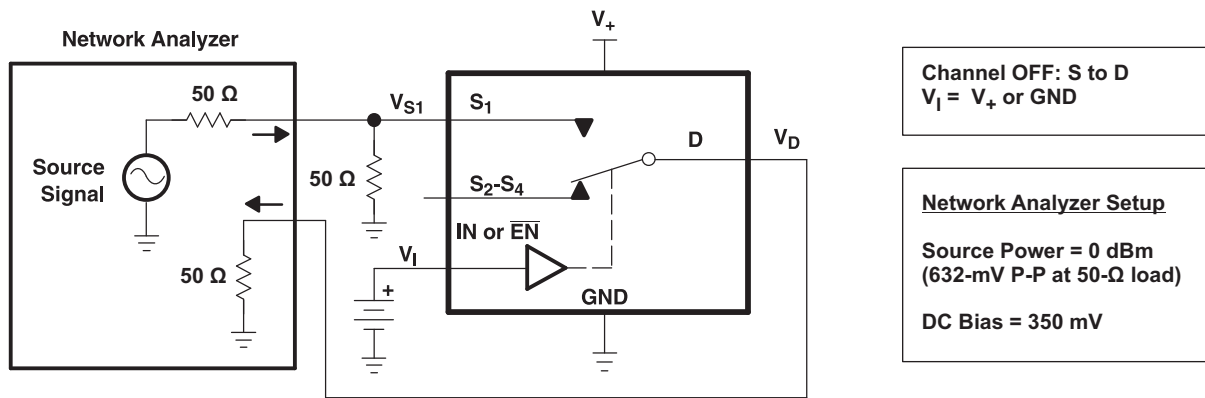 Network Analyzer
50 Ω
Source
Signal
50 Ω
V+
VS1
S1
50 Ω
S2-S4
D
VD
IN or E̅N̅
VI
+
GND
Channel OFF: S to D
VI = V+ or GND
Network Analyzer Setup
Source Power = 0 dBm
(632-mV P-P at 50-Ω load)
DC Bias = 350 mV